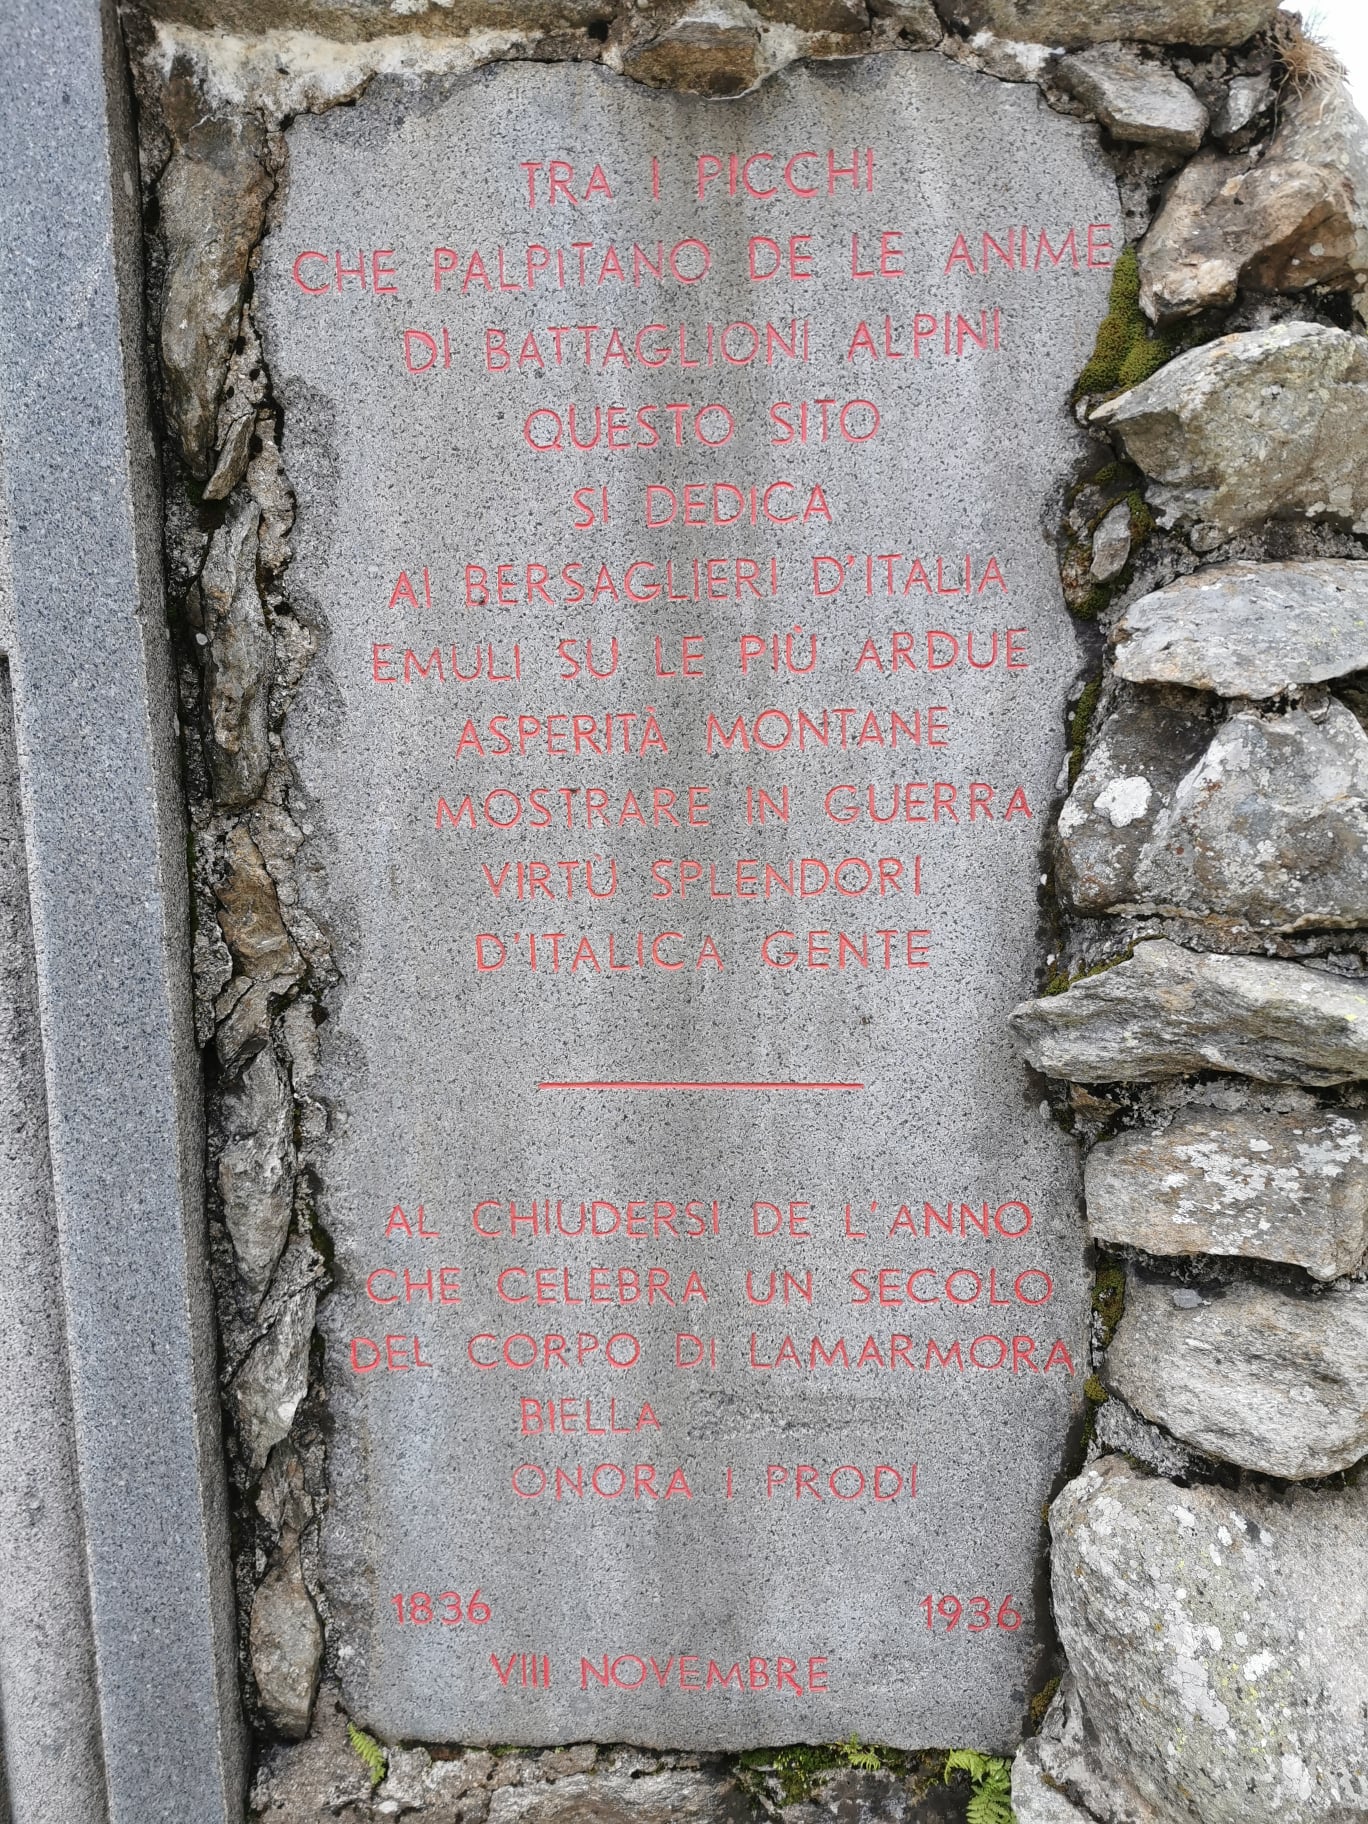 TRA I PICCHI
CHE PALPITANO DE LE ANIME
DI BATTAGLIONI ALPINI
QUESTO SITO
SI DEDICA
AI BERSAGLIERI D'ITALIA
EMULI SU LE PIÙ ARDUE
ASPERITÀ MONTANE
MOSTRARE IN GUERRA
VIRTÙ SPLENDORI
D'ITALICA GENTE
AL CHIUDERSI DE L'ANNO
CHE CELEBRA UN SECOLO
DEL CORPO DI LAMARMORA
BIELLA
ONORA I PRODI
1836 1936
VIII NOVEMBRE